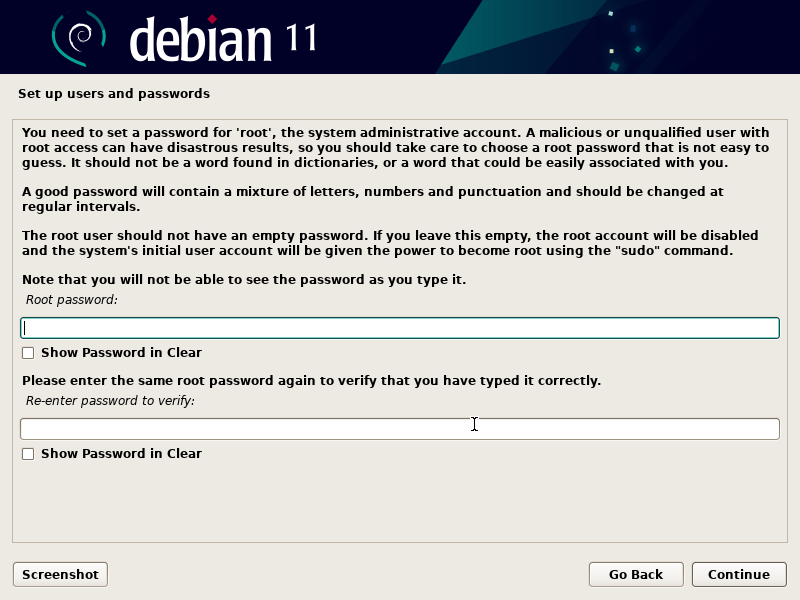 debian 11
Set up users and passwords
You need to set a password for 'root', the system administrative account. A malicious or unqualified user with
root access can have disastrous results, so you should take care to choose a root password that is not easy to
guess. It should not be a word found in dictionaries, or a word that could be easily associated with you.
A good password will contain a mixture of letters, numbers and punctuation and should be changed at
regular intervals.
The root user should not have an empty password. If you leave this empty, the root account will be disabled
and the system's initial user account will be given the power to become root using the "sudo" command.
Note that you will not be able to see the password as you type it.
Root password:
Show Password in Clear
Please enter the same root password again to verify that you have typed it correctly.
Re-enter password to verify:
Show Password in Clear
Screenshot Go Back Continue